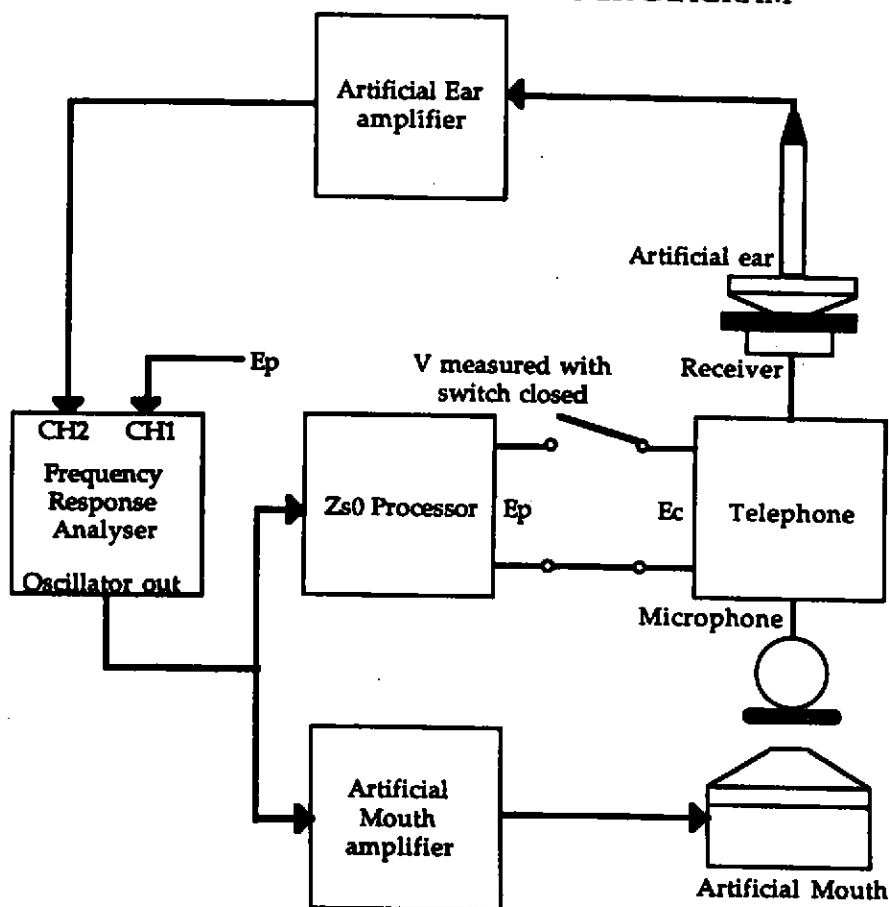 Artificial Ear
amplifier
Artificial ear
Ep
V measured with
switch closed
Receiver
CH2 CH1
Frequency
Response
Analyser
Oscillator out
Zs0 Processor
Ep
Ec
Telephone
Microphone
Artificial
Mouth
amplifier
Artificial Mouth